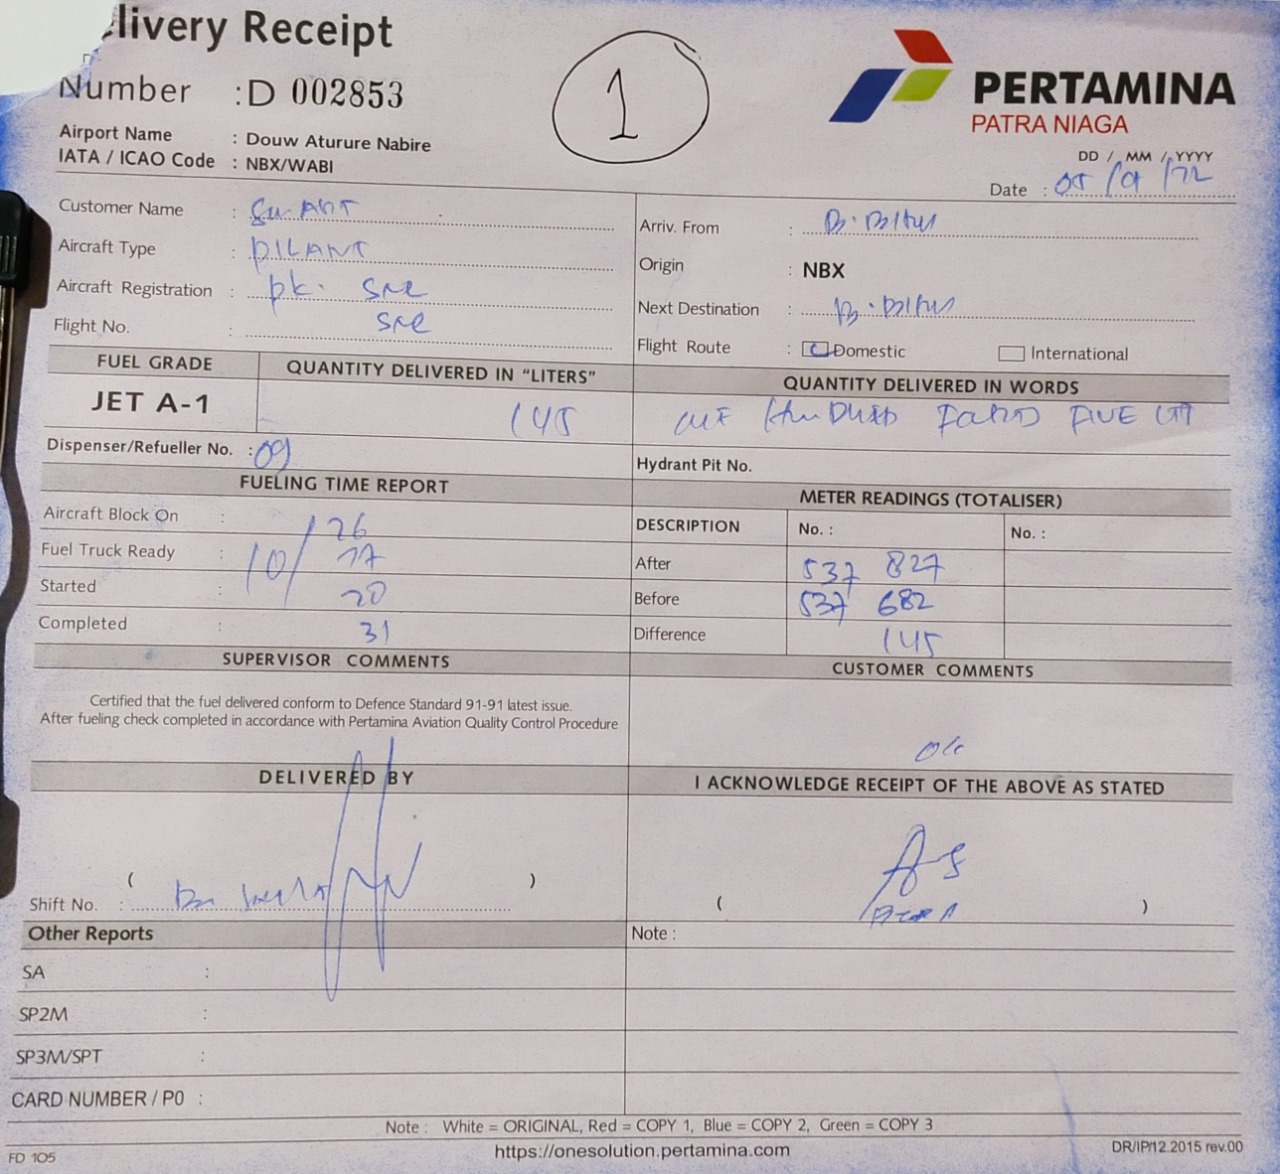 livery Receipt
Number : D 002853
1
PERTAMINA
PATRA NIAGA
Airport Name : Douw Aturure Nabire
IATA / ICAO Code : NBX/WABI
DD / MM / YYYY
Date :
Customer Name :
Aircraft Type :
Aircraft Registration : pk.
Flight No. :
Arriv. From :
Origin : NBX
Next Destination :
Flight Route : Domestic International
FUEL GRADE QUANTITY DELIVERED IN "LITERS" QUANTITY DELIVERED IN WORDS
JET A-1 145 FIVE
Dispenser/Refueller No. : 09
Hydrant Pit No.
FUELING TIME REPORT
METER READINGS (TOTALISER)
DESCRIPTION No. : No. :
Aircraft Block On : 26
Fuel Truck Ready : 10/
Started : 20
Completed : 31
After 537 827
Before 537 682
Difference 145
SUPERVISOR COMMENTS
CUSTOMER COMMENTS
Certified that the fuel delivered conform to Defence Standard 91-91 latest issue.
After fueling check completed in accordance with Pertamina Aviation Quality Control Procedure
DELIVERED BY
I ACKNOWLEDGE RECEIPT OF THE ABOVE AS STATED
( )
Shift No. :
( )
Other Reports
Note :
SA :
SP2M :
SP3M/SPT :
CARD NUMBER / P0 :
Note : White = ORIGINAL, Red = COPY 1, Blue = COPY 2, Green = COPY 3
FD 105
https://onesolution.pertamina.com
DR/IP/12.2015 rev.00